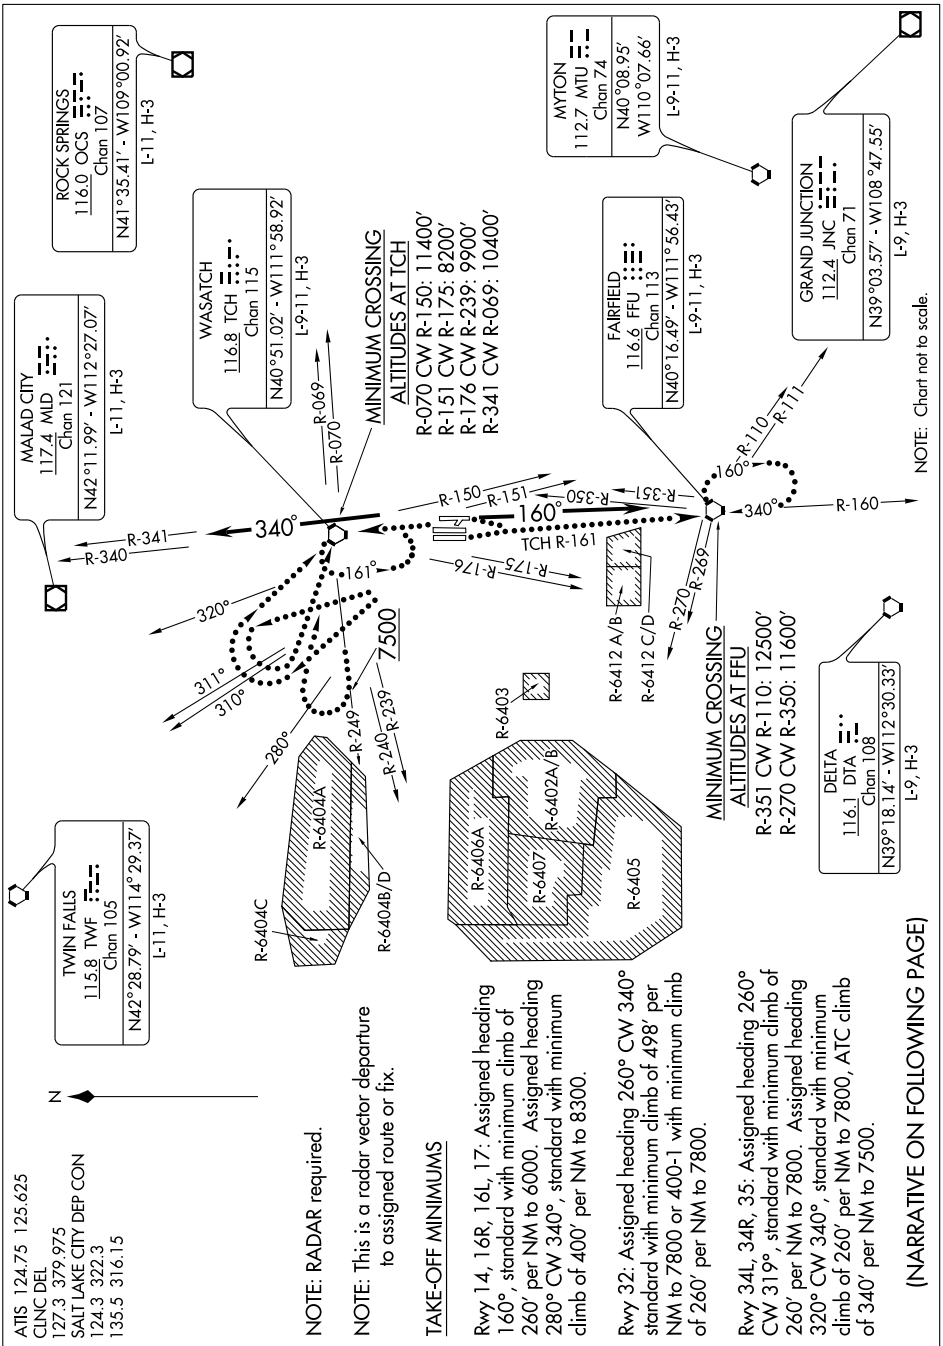 ATIS 124.75 125.625
CLNC DEL
127.3 379.975
SALT LAKE CITY DEP CON
124.3 322.3
135.5 316.15
N
NOTE: RADAR required.
NOTE: This is a radar vector departure
to assigned route or fix.
TAKE-OFF MINIMUMS
Rwy 14, 16R, 16L, 17: Assigned heading
160°, standard with minimum climb of
260’ per NM to 6000. Assigned heading
280° CW 340°, standard with minimum
climb of 400’ per NM to 8300.
Rwy 32: Assigned heading 260° CW 340°
standard with minimum climb of 498’ per
NM to 7800 or 400-1 with minimum climb
of 260’ per NM to 7800.
Rwy 34L, 34R, 35: Assigned heading 260°
CW 319°, standard with minimum climb of
260’ per NM to 7800. Assigned heading
320° CW 340°, standard with minimum
climb of 260’ per NM to 7800, ATC climb
of 340’ per NM to 7500.
(NARRATIVE ON FOLLOWING PAGE)
TWIN FALLS
115.8 TWF
Chan 105
N42°28.79’ - W114°29.37’
L-11, H-3
MALAD CITY
117.4 MLD
Chan 121
N42°11.99’ - W112°27.07’
L-11, H-3
ROCK SPRINGS
116.0 OCS
Chan 107
N41°35.41’ - W109°00.92’
L-11, H-3
WASATCH
116.8 TCH
Chan 115
N40°51.02’ - W111°58.92’
L-9-11, H-3
MINIMUM CROSSING
ALTITUDES AT TCH
R-070 CW R-150: 11400’
R-151 CW R-175: 8200’
R-176 CW R-239: 9900’
R-341 CW R-069: 10400’
MYTON
112.7 MTU
Chan 74
N40°08.95’
W110°07.66’
L-9-11, H-3
FAIRFIELD
116.6 FFU
Chan 113
N40°16.49’ - W111°56.43’
L-9-11, H-3
GRAND JUNCTION
112.4 JNC
Chan 71
N39°03.57’ - W108°47.55’
L-9, H-3
MINIMUM CROSSING
ALTITUDES AT FFU
R-351 CW R-110: 12500’
R-270 CW R-350: 11600’
DELTA
116.1 DTA
Chan 108
N39°18.14’ - W112°30.33’
L-9, H-3
R-341
R-340
340°
R-069
R-070
320°
311°
310°
280°
161°
7500
R-249
R-239
R-240
R-150
R-151
R-176
R-175
160°
TCH R-161
R-350
R-351
R-110
R-111
160°
340°
R-160
R-269
R-270
R-6404A
R-6404C
R-6404B/D
R-6403
R-6412 A/B
R-6412 C/D
R-6406A
R-6402A/B
R-6407
R-6405
NOTE: Chart not to scale.